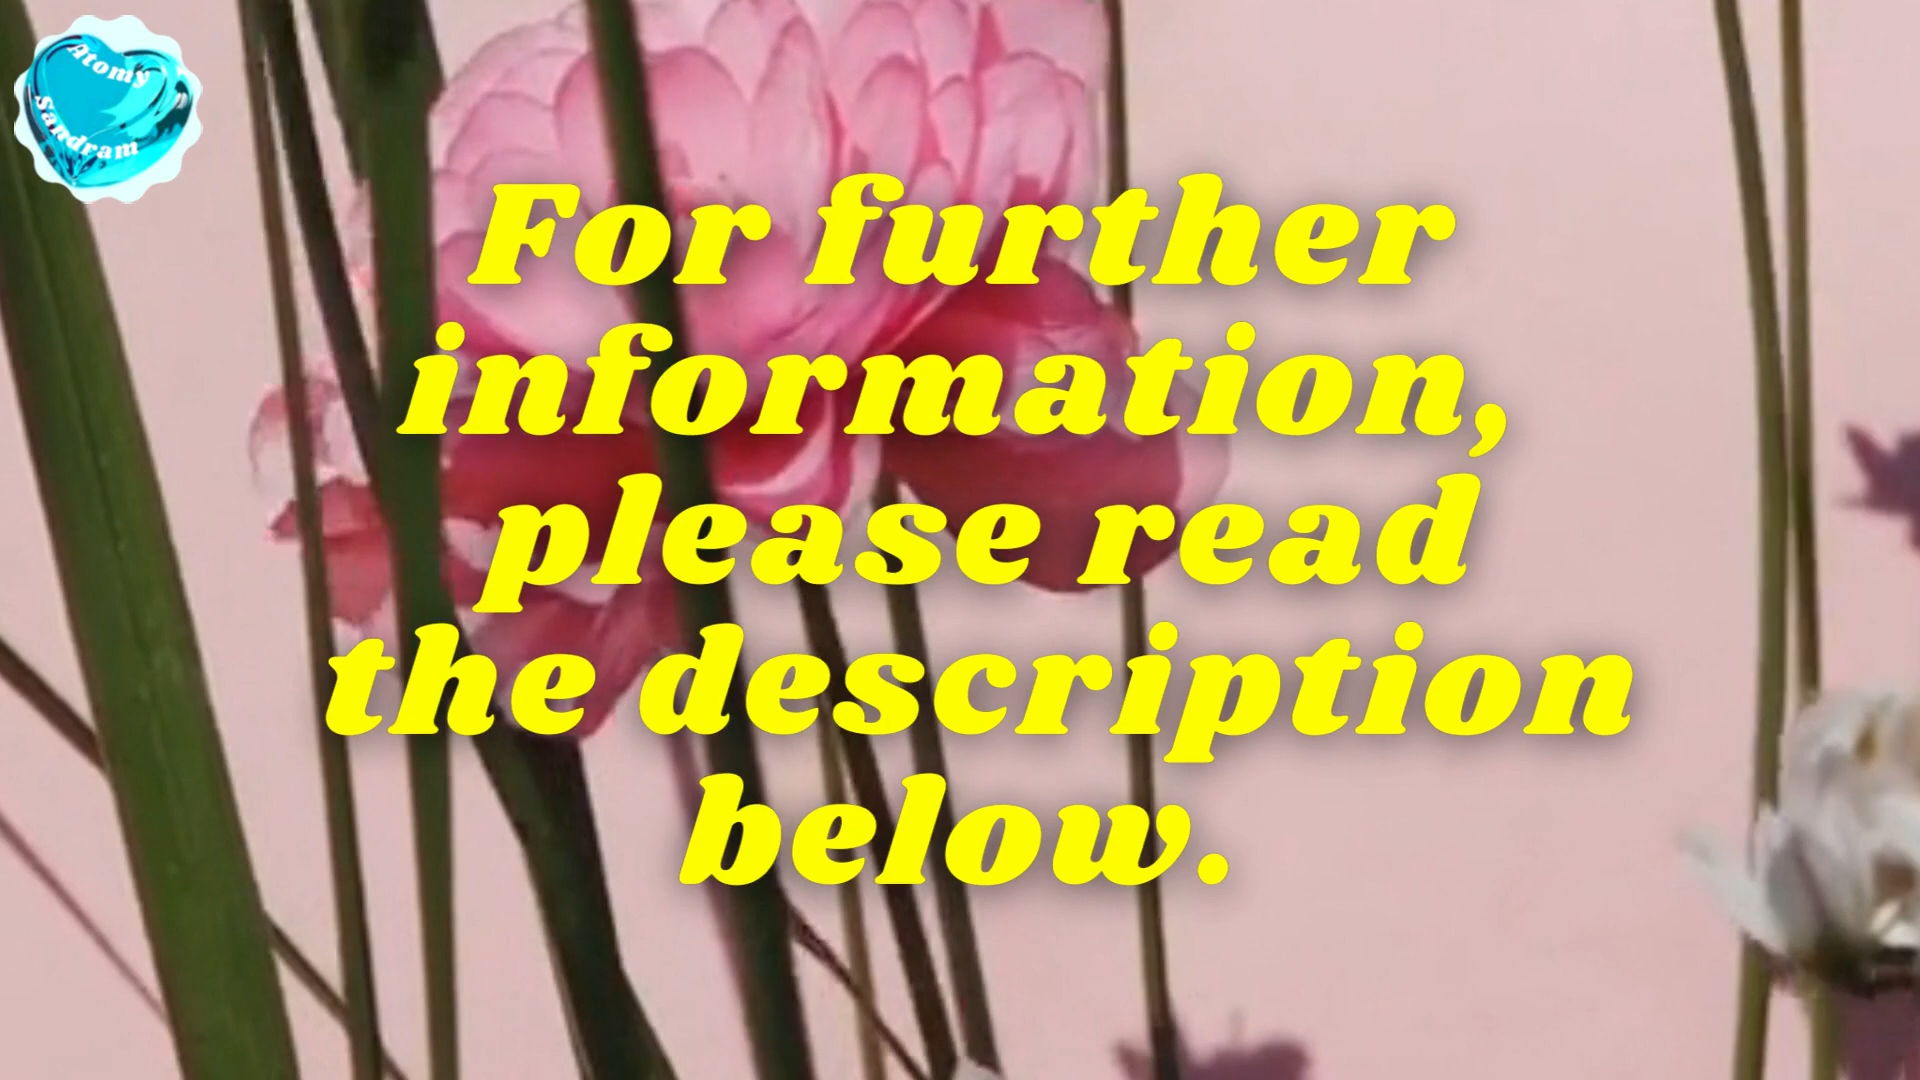 Atomy
Sandram
For further
information,
please read
the description
below.